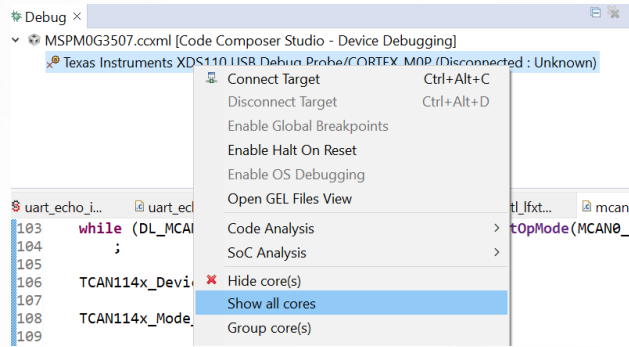 Debug
MSPM0G3507.ccxml [Code Composer Studio - Device Debugging]
Texas Instruments XDS110 USB Debug Probe/CORTEX_M0P (Disconnected : Unknown)
Connect Target Ctrl+Alt+C
Disconnect Target Ctrl+Alt+D
Enable Global Breakpoints
Enable Halt On Reset
Enable OS Debugging
Open GEL Files View
uart_echo_i... uart_ec tl_lfxt... mcan
103 while (DL_MCAN tOpMode(MCAN0_
Code Analysis
104 ;
SoC Analysis
105
106 TCAN114x_Devi
Hide core(s)
107
Show all cores
108 TCAN114x_Mode_
Group core(s)
109